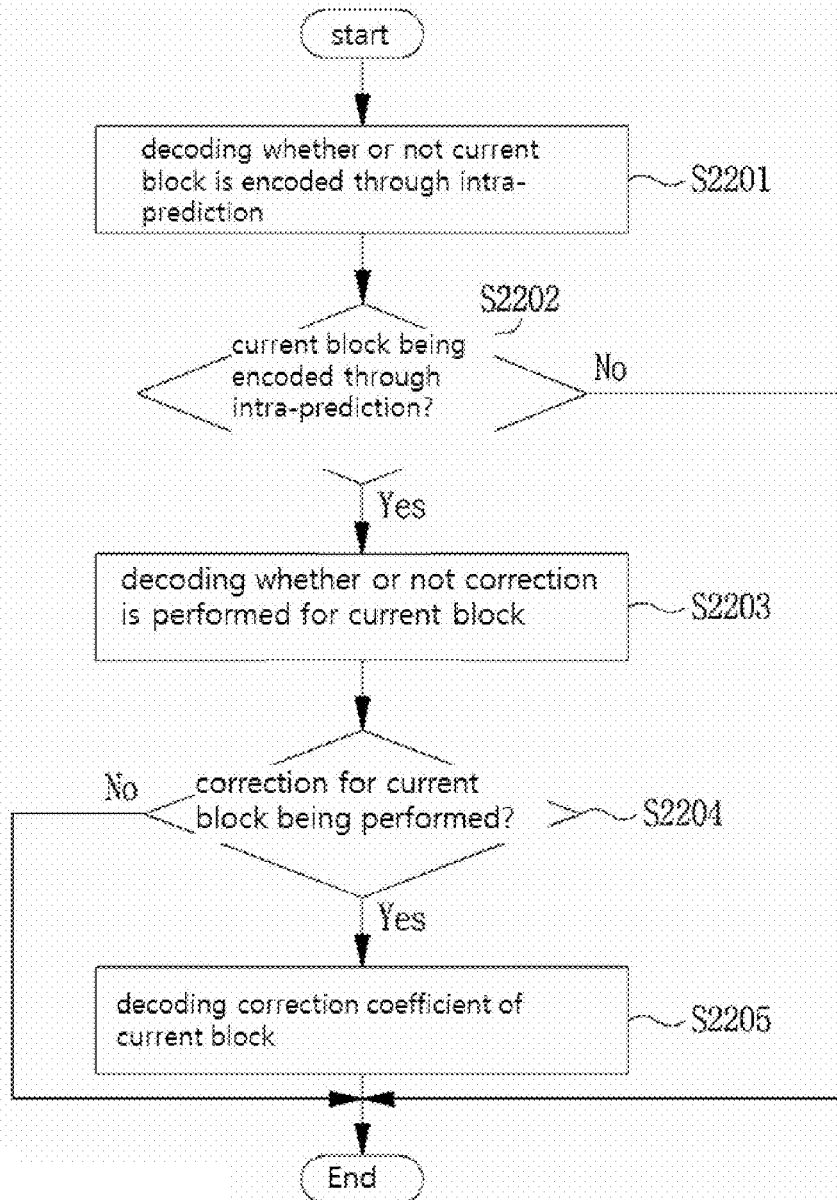 start
decoding whether or not current
block is encoded through intra-
prediction
S2201
S2202
current block being
encoded through
intra-prediction?
No
Yes
decoding whether or not correction
is performed for current block
S2203
No
correction for current
block being performed?
S2204
Yes
decoding correction coefficient of
current block
S2205
End